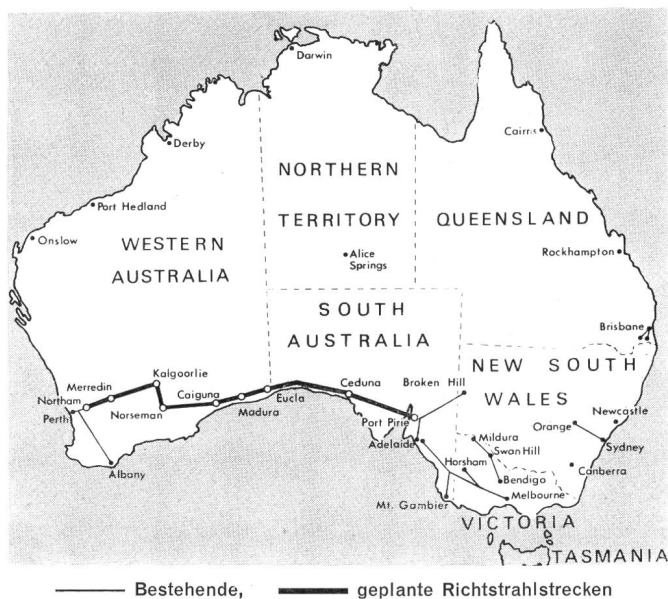 Darwin
Cairns
Derby
NORTHERN
TERRITORY
Port Hedland
QUEENSLAND
Onslow
WESTERN
AUSTRALIA
Alice
Springs
Rockhampton
SOUTH
AUSTRALIA
Brisbane
Kalgoorlie
Merredin
Northam
Perth
Caiguna
Norseman
Madura
Eucla
Ceduna
Broken Hill
NEW SOUTH
WALES
Port Pirie
Newcastle
Orange
Adelaide
Mildura
Swan Hill
Sydney
Horsham
Canberra
Albany
Bendigo
Mt. Gambier
Melbourne
VICTORIA
TASMANIA
Bestehende, geplante Richtstrahlstrecken